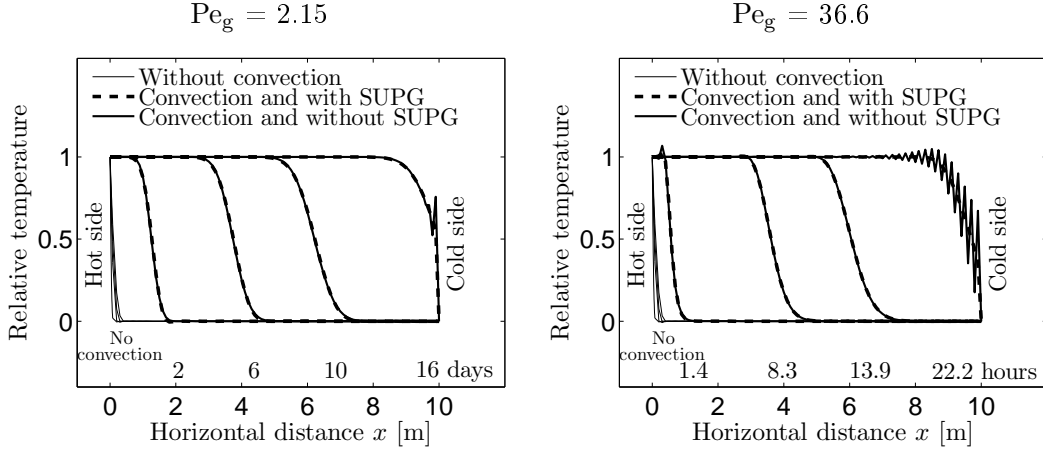 Pe_g = 2.15
Without convection
Convection and with SUPG
Convection and without SUPG
Relative temperature
1
0.5
0
Hot side
Cold side
No
convection
2 6 10 16 days
0 2 4 6 8 10
Horizontal distance x [m]
Pe_g = 36.6
Without convection
Convection and with SUPG
Convection and without SUPG
Relative temperature
1
0.5
0
Hot side
Cold side
No
convection
1.4 8.3 13.9 22.2 hours
0 2 4 6 8 10
Horizontal distance x [m]